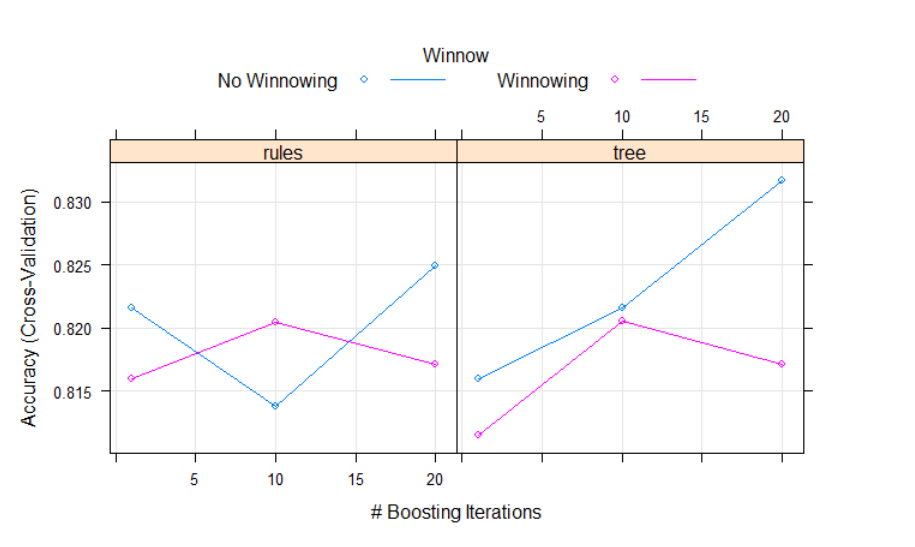 Winnow
No Winnowing
Winnowing
5 10 15 20
rules
tree
Accuracy (Cross-Validation)
0.830
0.825
0.820
0.815
5 10 15 20
# Boosting Iterations